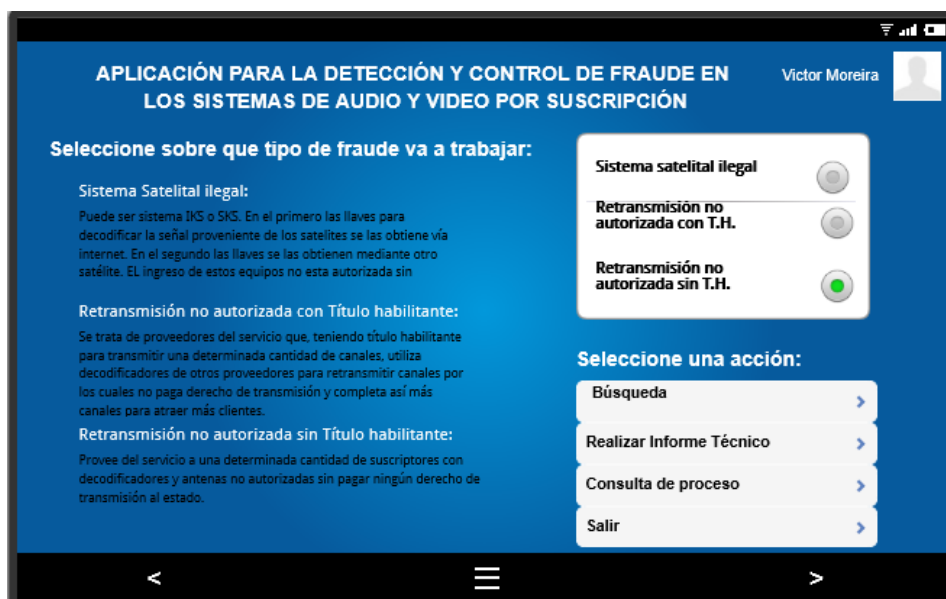 APLICACIÓN PARA LA DETECCIÓN Y CONTROL DE FRAUDE EN
LOS SISTEMAS DE AUDIO Y VIDEO POR SUSCRIPCIÓN
Victor Moreira
Seleccione sobre que tipo de fraude va a trabajar:
Sistema Satelital ilegal:
Puede ser sistema IKS o SKS. En el primero las llaves para
decodificar la señal proveniente de los satelites se las obtiene vía
internet. En el segundo las llaves se las obtienen mediante otro
satélite. EL ingreso de estos equipos no esta autorizada sin
Retransmisión no autorizada con Título habilitante:
Se trata de proveedores del servicio que, teniendo título habilitante
para transmitir una determinada cantidad de canales, utiliza
decodificadores de otros proveedores para retransmitir canales por
los cuales no paga derecho de transmisión y completa así más
canales para atraer más clientes.
Retransmisión no autorizada sin Título habilitante:
Provee del servicio a una determinada cantidad de suscriptores con
decodificadores y antenas no autorizadas sin pagar ningún derecho de
transmisión al estado.
Sistema satelital ilegal
Retransmisión no
autorizada con T.H.
Retransmisión no
autorizada sin T.H.
Seleccione una acción:
Búsqueda
Realizar Informe Técnico
Consulta de proceso
Salir